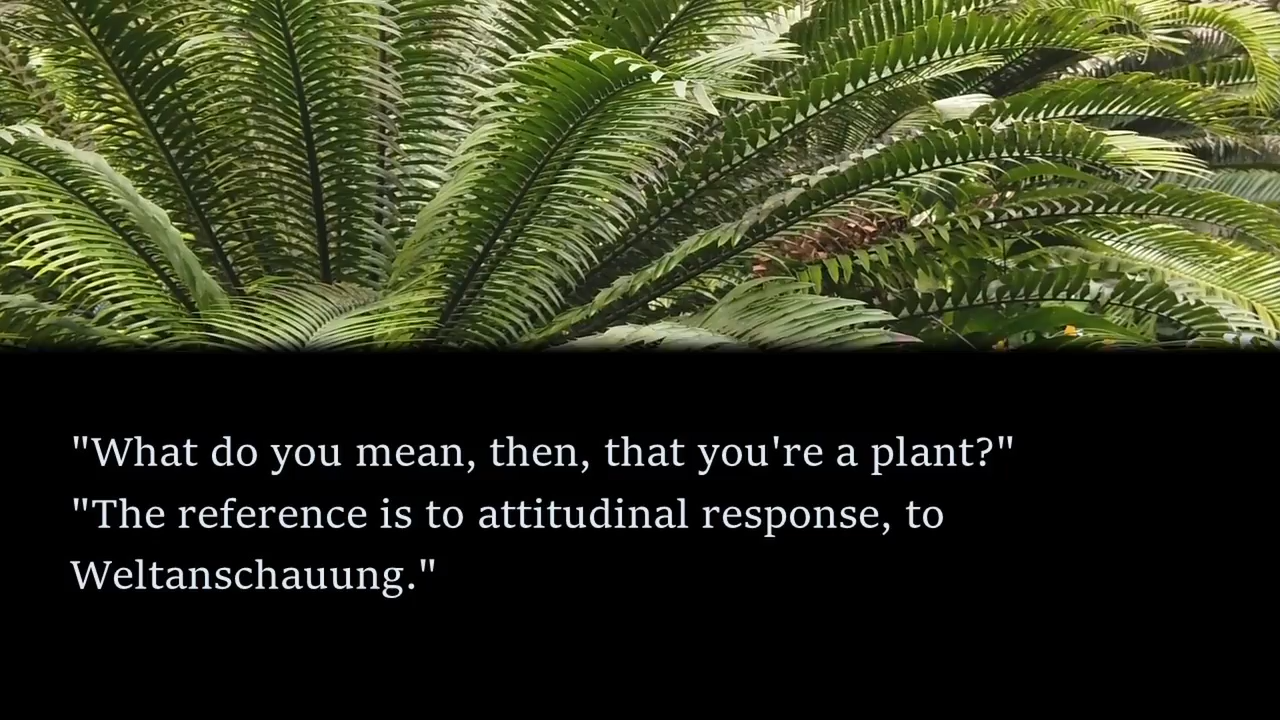 "What do you mean, then, that you're a plant?"
"The reference is to attitudinal response, to
Weltanschauung."